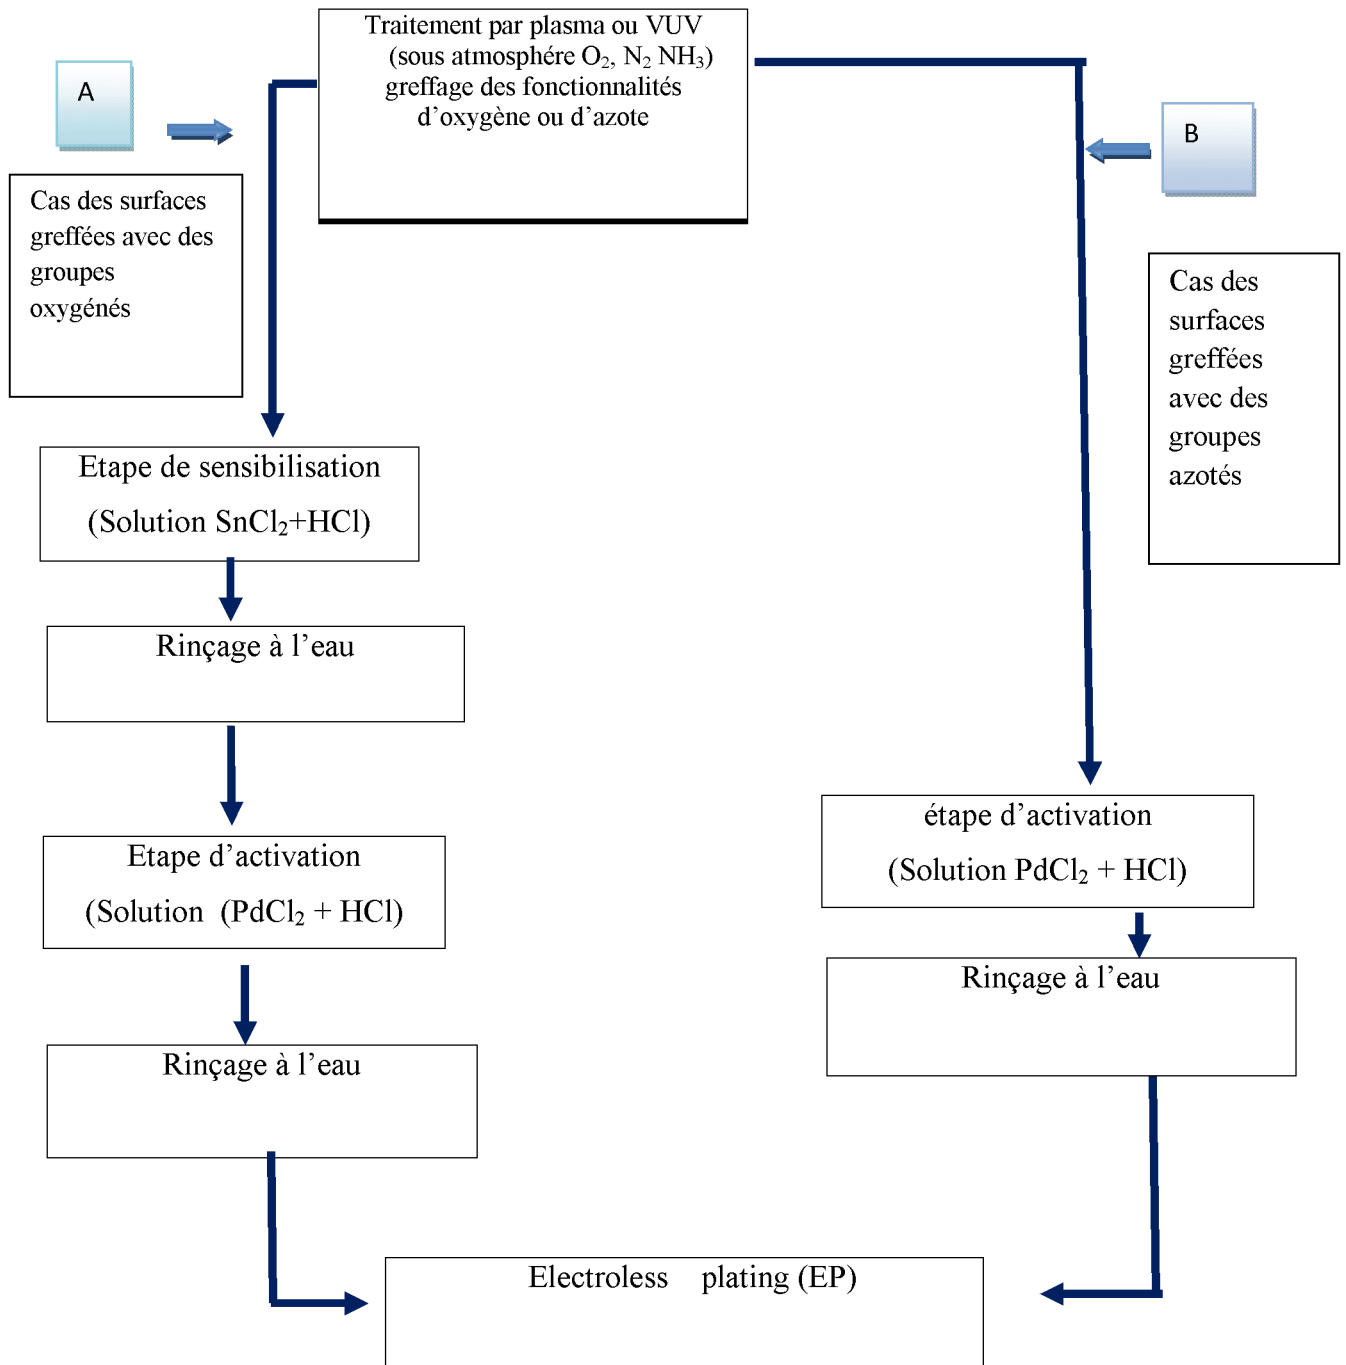 Traitement par plasma ou VUV
(sous atmosphére O₂, N₂ NH₃)
greffage des fonctionnalités
d’oxygène ou d’azote
A
B
Cas des surfaces
greffées avec des
groupes
oxygénés
Cas des
surfaces
greffées
avec des
groupes
azotés
Etape de sensibilisation
(Solution SnCl₂+HCl)
Rinçage à l’eau
Etape d’activation
(Solution (PdCl₂ + HCl)
Rinçage à l’eau
étape d’activation
(Solution PdCl₂ + HCl)
Rinçage à l’eau
Electroless plating (EP)